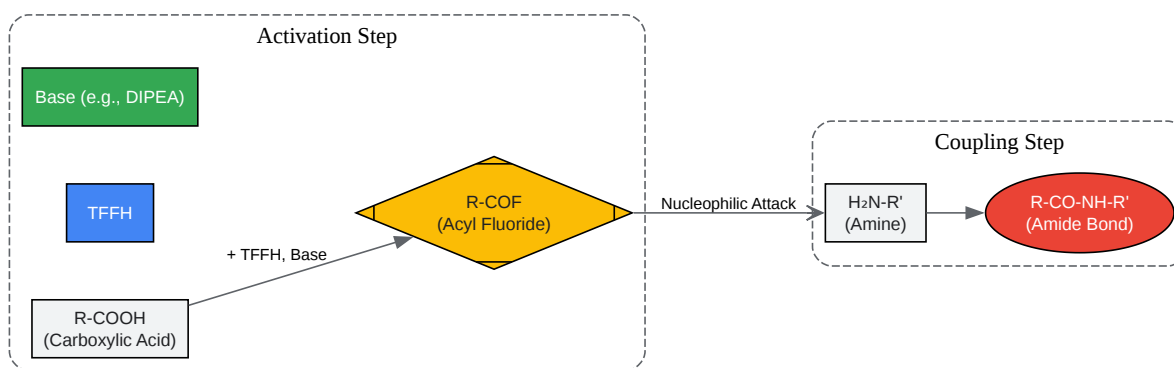 Activation Step
Base (e.g., DIPEA)
TFFH
R-COOH
(Carboxylic Acid)
+ TFFH, Base
R-COF
(Acyl Fluoride)
Nucleophilic Attack
Coupling Step
H₂N-R'
(Amine)
R-CO-NH-R'
(Amide Bond)